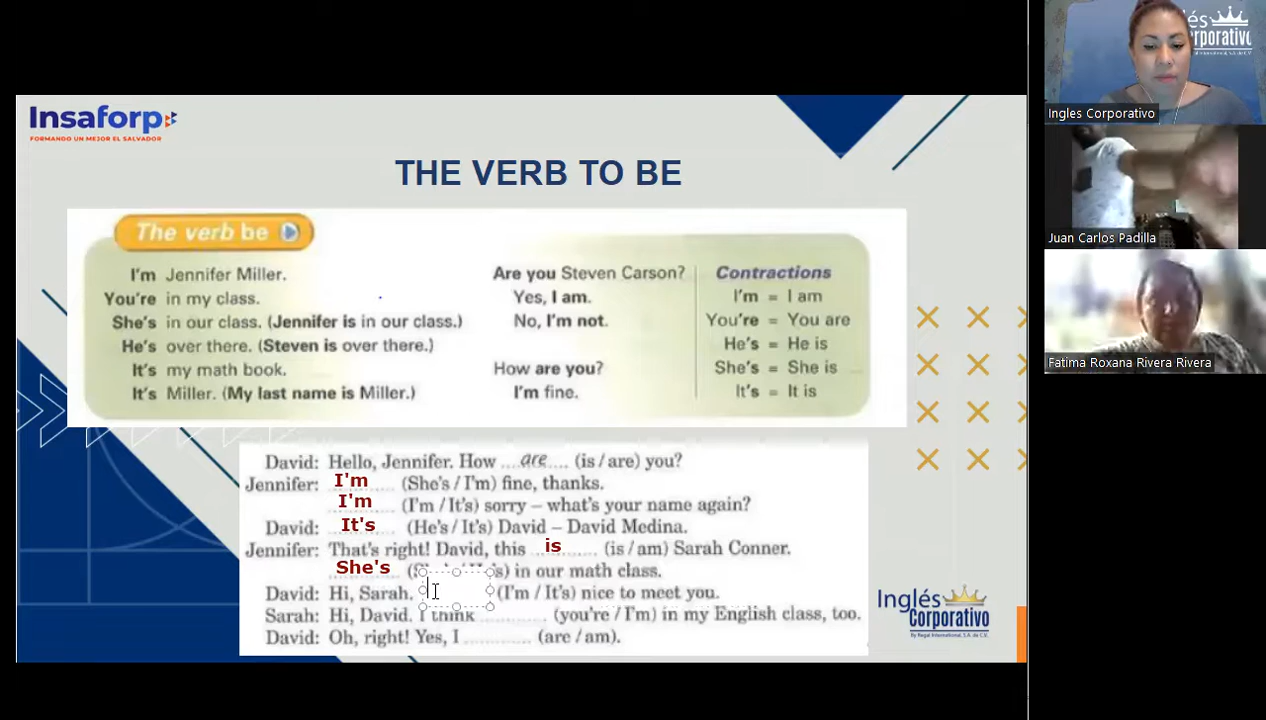 Insaforp
FORMANDO UN MEJOR EL SALVADOR
THE VERB TO BE
The verb be
I'm Jennifer Miller.
You're in my class.
She's in our class. (Jennifer is in our class.)
He's over there. (Steven is over there.)
It's my math book.
It's Miller. (My last name is Miller.)
Are you Steven Carson?
Yes, I am.
No, I'm not.
How are you?
I'm fine.
Contractions
I'm = I am
You're = You are
He's = He is
She's = She is
It's = It is
David: Hello, Jennifer. How ....are.... (is / are) you?
Jennifer: I'm (She's / I'm) fine, thanks.
I'm (I'm / It's) sorry – what's your name again?
David: It's (He's / It's) David – David Medina.
Jennifer: That's right! David, this is (is / am) Sarah Conner.
She's in our math class.
David: Hi, Sarah. (I'm / It's) nice to meet you.
Sarah: Hi, David. I think ............ (you're / I'm) in my English class, too.
David: Oh, right! Yes, I ............ (are / am).
Inglés
Corporativo
By Regal International, S.A. de C.V.
Ingles Corporativo
Juan Carlos Padilla
Fatima Roxana Rivera Rivera